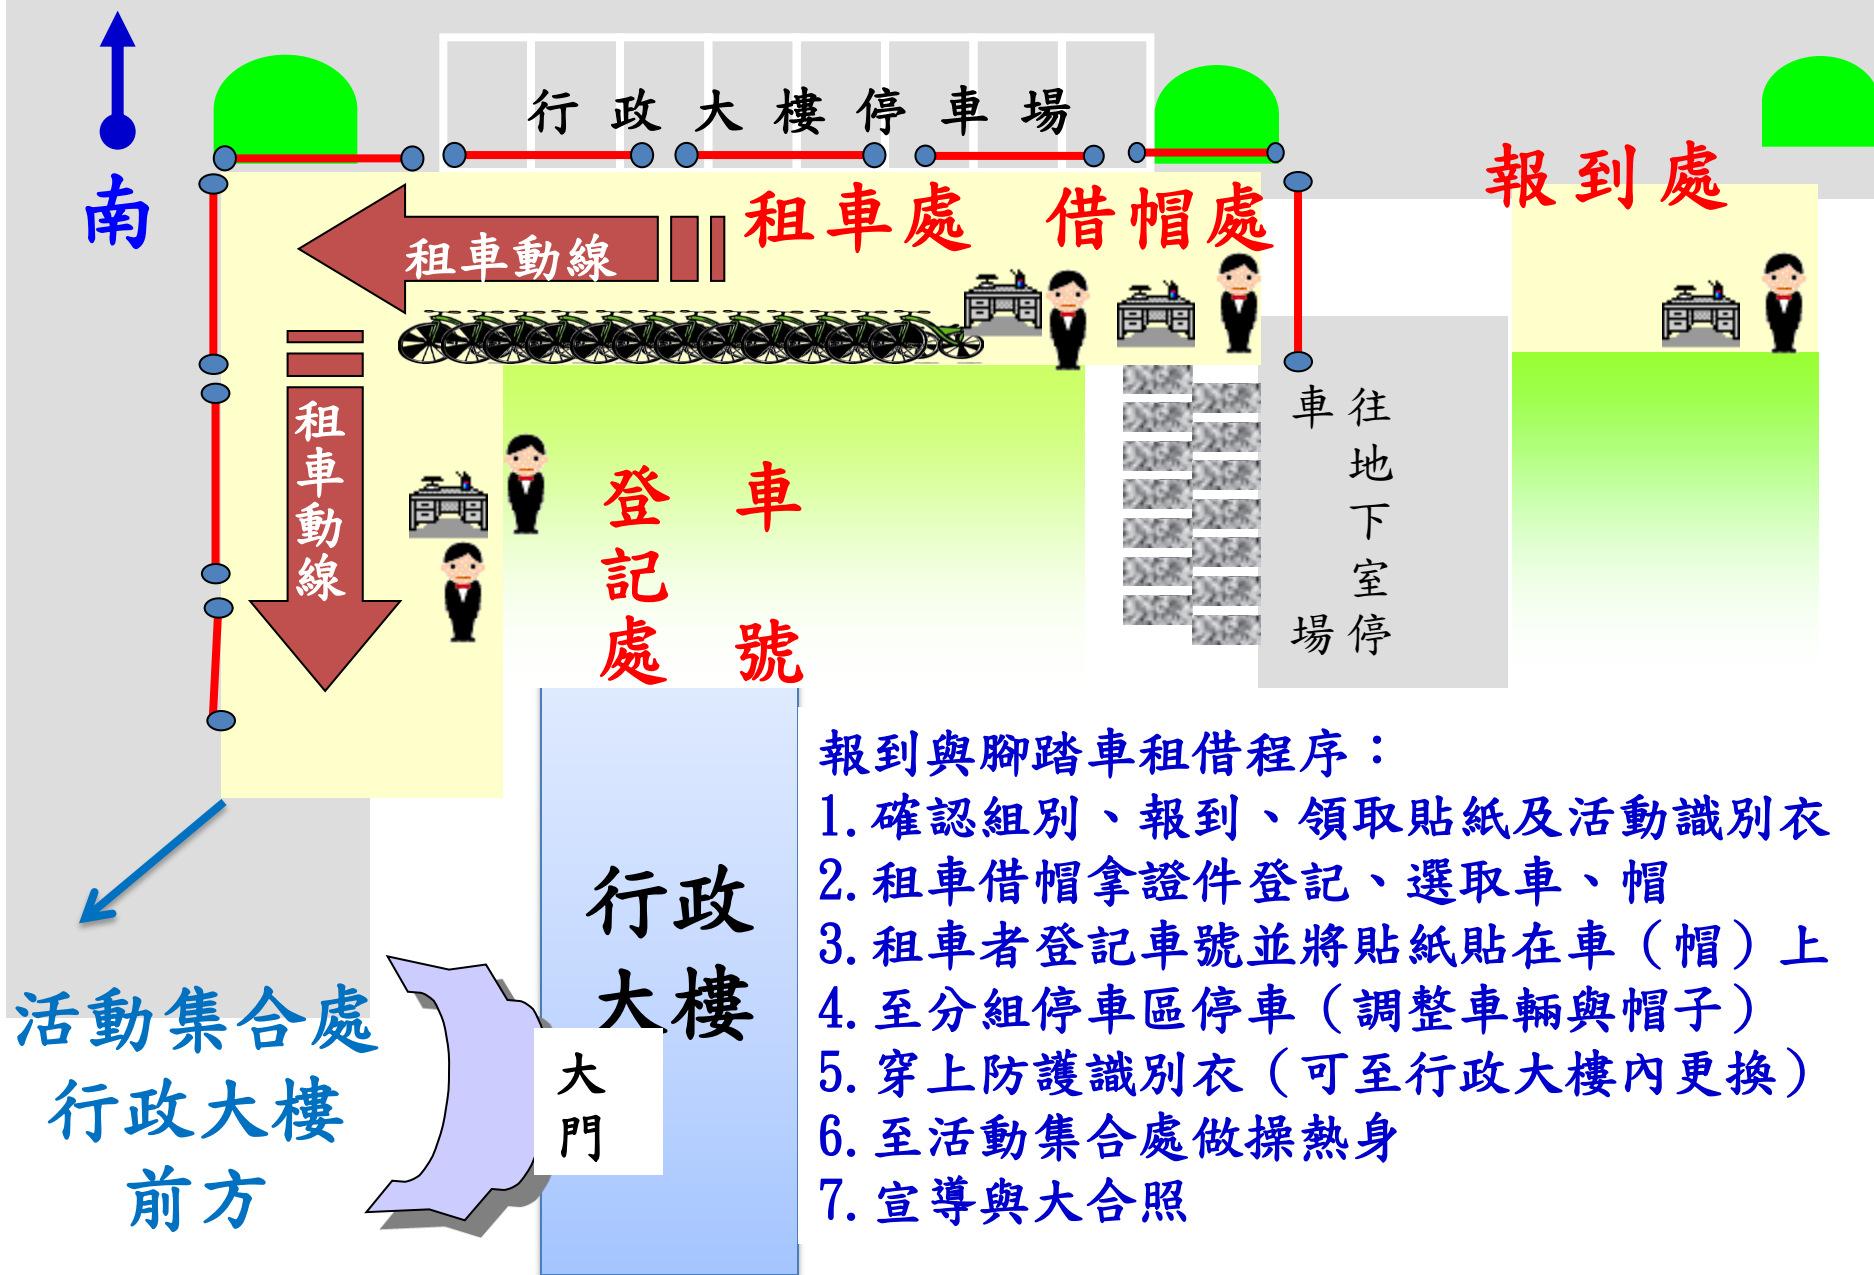 行政大樓停車場
南
報到處
租車處
借帽處
租車動線
租車動線
車號
登記處
往地下室停
車場
行政
大樓
大
門
活動集合處
行政大樓
前方
報到與腳踏車租借程序：
1.確認組別、報到、領取貼紙及活動識別衣
2.租車借帽拿證件登記、選取車、帽
3.租車者登記車號並將貼紙貼在車（帽）上
4.至分組停車區停車（調整車輛與帽子）
5.穿上防護識別衣（可至行政大樓內更換）
6.至活動集合處做操熱身
7.宣導與大合照